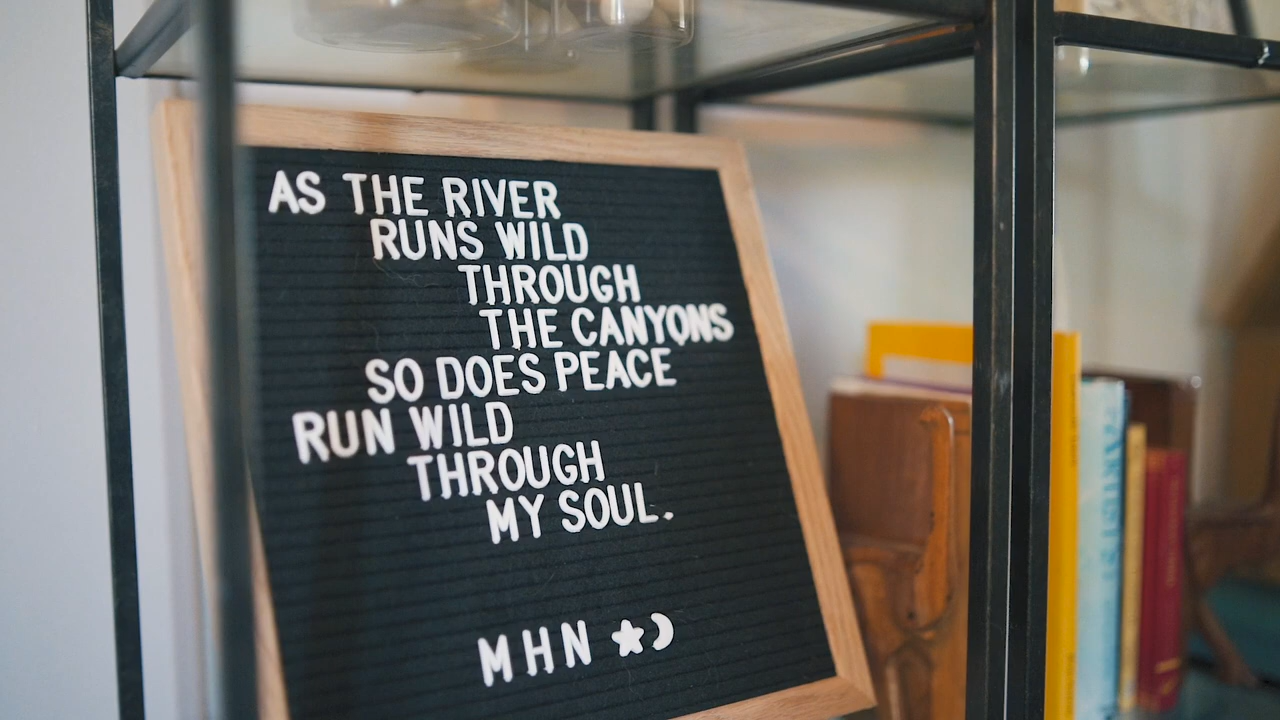 AS THE RIVER
RUNS WILD
THROUGH
THE CANYONS
SO DOES PEACE
RUN WILD
THROUGH
MY SOUL.
MHN